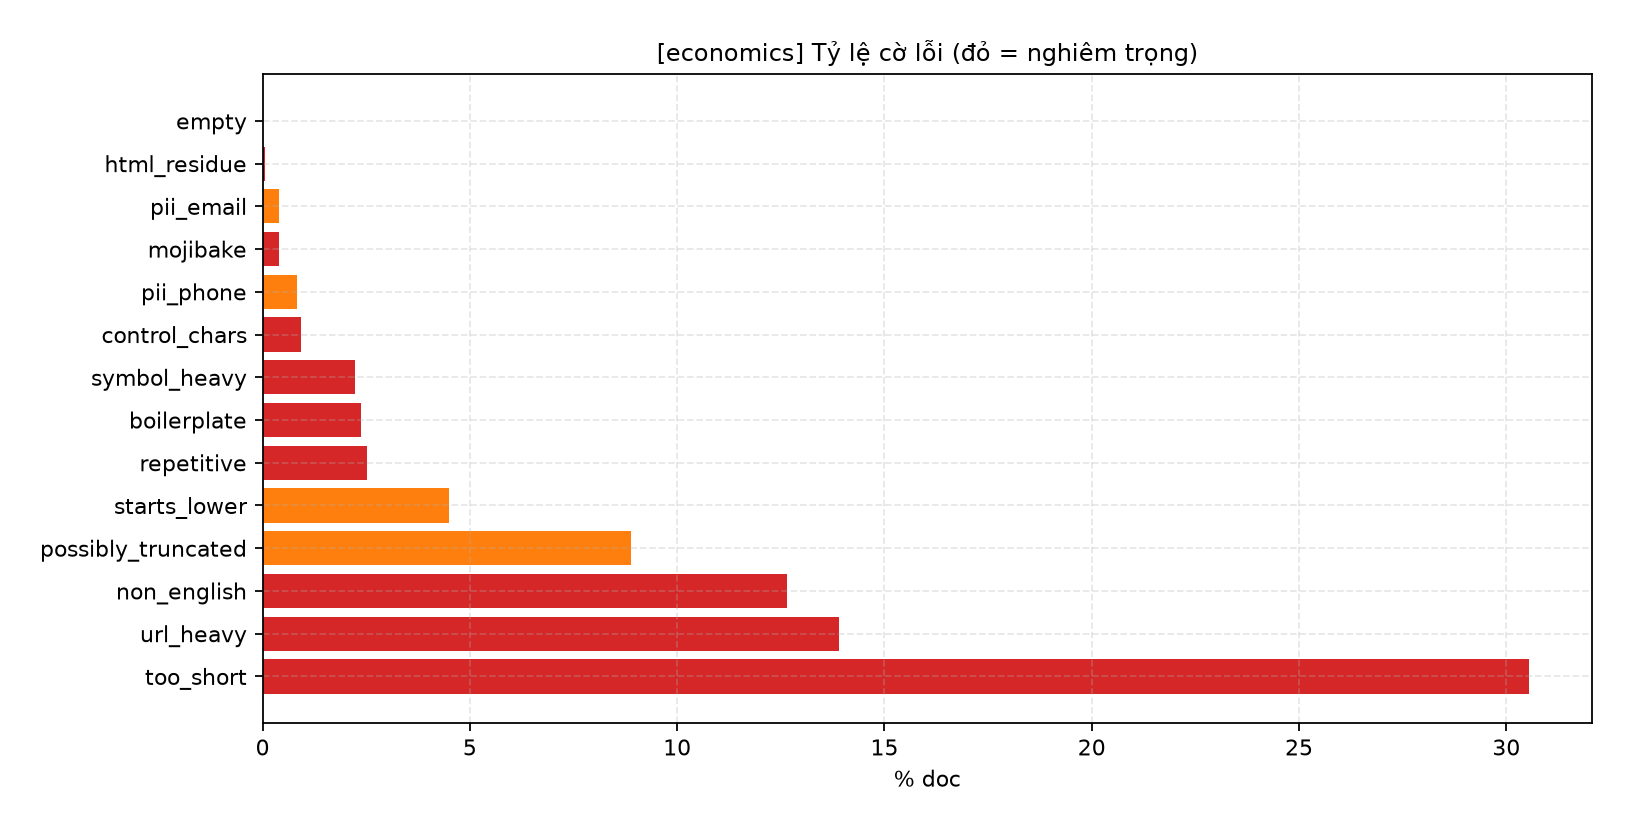 [economics] Tỷ lệ cờ lỗi (đỏ = nghiêm trọng)
empty
html_residue
pii_email
mojibake
pii_phone
control_chars
symbol_heavy
boilerplate
repetitive
starts_lower
possibly_truncated
non_english
url_heavy
too_short
0 5 10 15 20 25 30
% doc